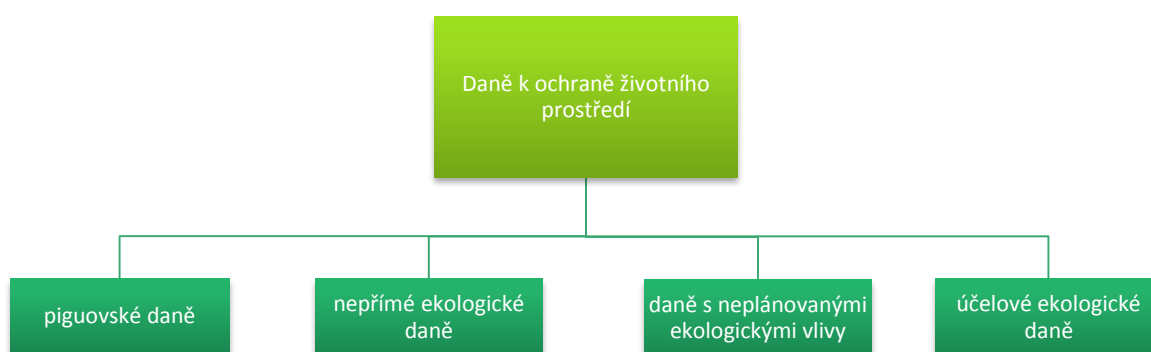 Daně k ochraně životního
prostředí
piguovské daně
nepřímé ekologické
daně
daně s neplánovanými
ekologickými vlivy
účelové ekologické
daně